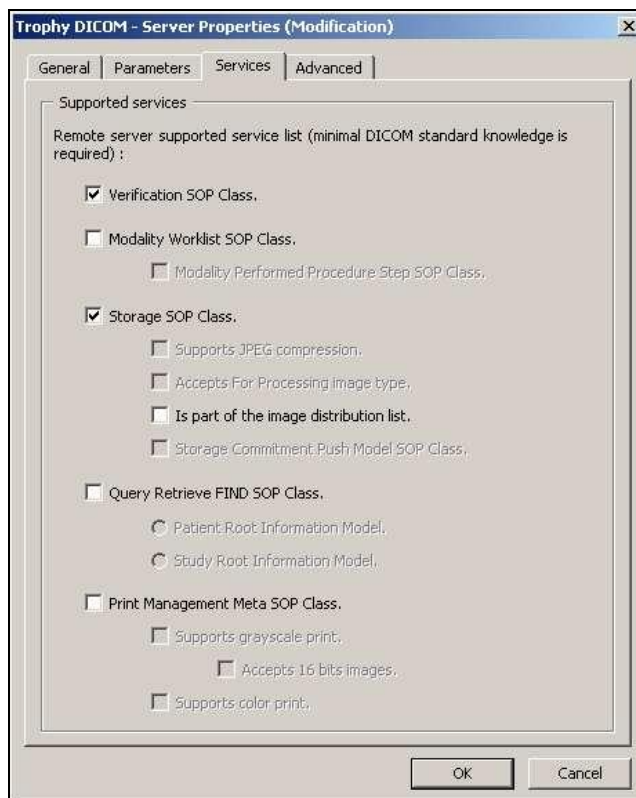 Trophy DICOM - Server Properties (Modification)
General
Parameters
Services
Advanced
Supported services
Remote server supported service list (minimal DICOM standard knowledge is
required) :
Verification SOP Class.
Modality Worklist SOP Class.
Modality Performed Procedure Step SOP Class.
Storage SOP Class.
Supports JPEG compression.
Accepts For Processing image type.
Is part of the image distribution list.
Storage Commitment Push Model SOP Class.
Query Retrieve FIND SOP Class.
Patient Root Information Model.
Study Root Information Model.
Print Management Meta SOP Class.
Supports grayscale print.
Accepts 16 bits images.
Supports color print.
OK
Cancel